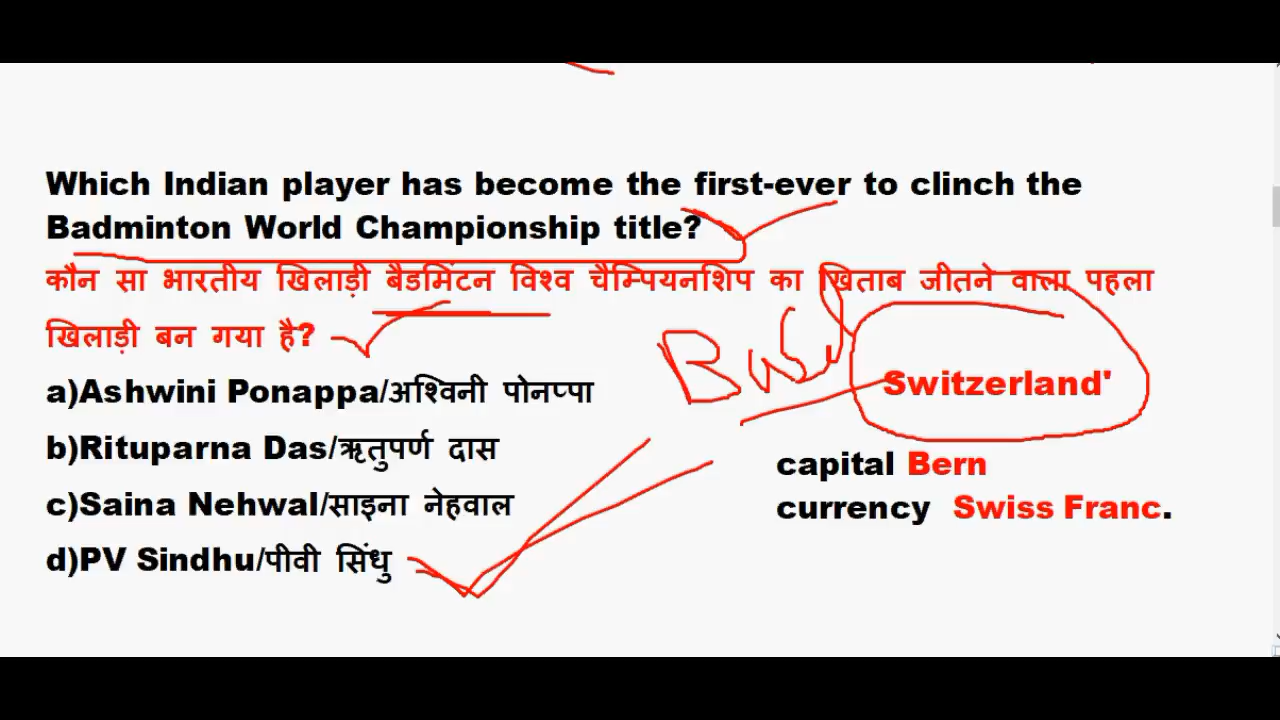 Which Indian player has become the first-ever to clinch the
Badminton World Championship title?
कौन सा भारतीय खिलाड़ी बैडमिंटन विश्व चैम्पियनशिप का खिताब जीतने वाला पहला
खिलाड़ी बन गया है?
a)Ashwini Ponappa/अश्विनी पोनप्पा
b)Rituparna Das/ऋतुपर्ण दास
c)Saina Nehwal/साइना नेहवाल
d)PV Sindhu/पीवी सिंधु
Switzerland'
capital Bern
currency Swiss Franc.